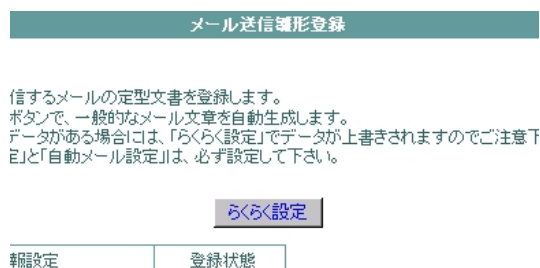 メール送信雛形登録
信するメールの定型文書を登録します。
ボタンで、一般的なメール文章を自動生成します。
データがある場合には、「らくらく設定」でデータが上書きされますのでご注意下
定」と「自動メール設定」は、必ず設定して下さい。
らくらく設定
報設定 登録状態